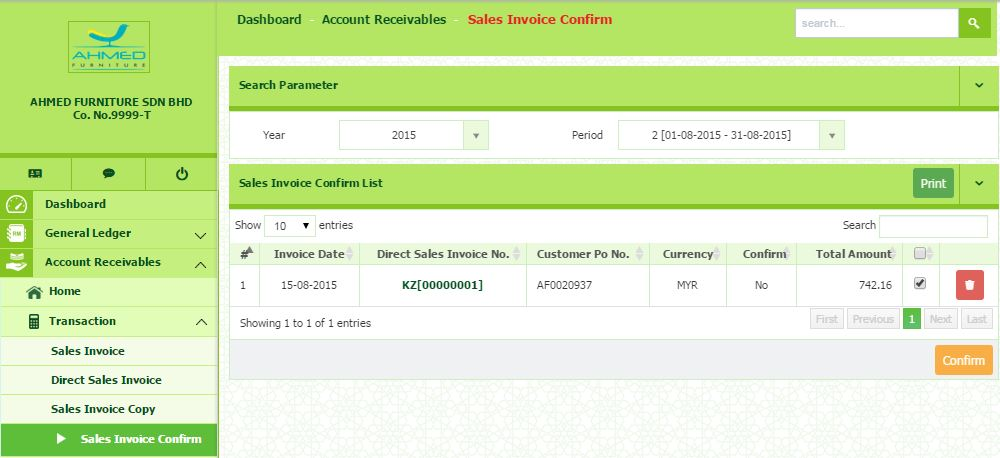 AHMED
FURNITURE
AHMED FURNITURE SDN BHD
Co. No.9999-T
Dashboard
General Ledger
Account Receivables
Home
Transaction
Sales Invoice
Direct Sales Invoice
Sales Invoice Copy
Sales Invoice Confirm
Dashboard - Account Receivables - Sales Invoice Confirm
search...
Search Parameter
Year 2015 Period 2 [01-08-2015 - 31-08-2015]
Sales Invoice Confirm List Print
Show 10 entries Search
# Invoice Date Direct Sales Invoice No. Customer Po No. Currency Confirm Total Amount
1 15-08-2015 KZ[00000001] AF0020937 MYR No 742.16
Showing 1 to 1 of 1 entries First Previous 1 Next Last
Confirm